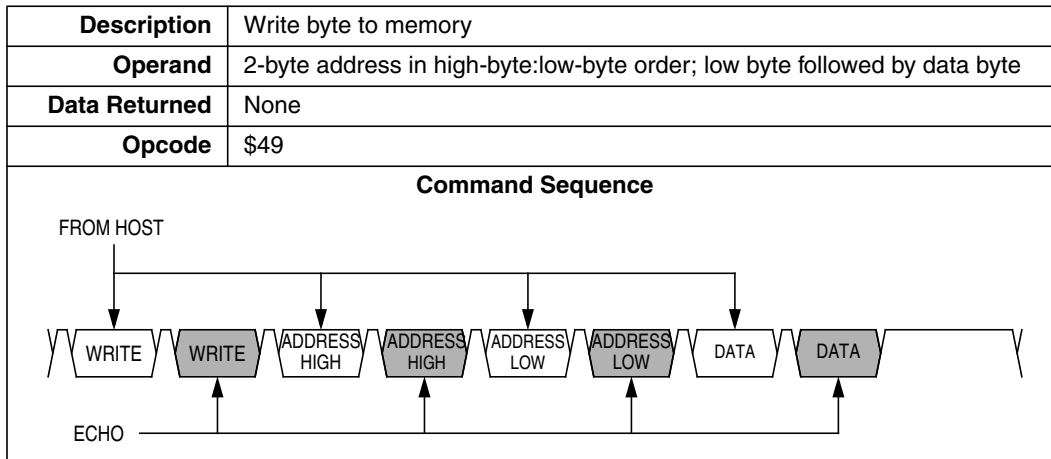 Description Write byte to memory
Operand 2-byte address in high-byte:low-byte order; low byte followed by data byte
Data Returned None
Opcode $49
Command Sequence
FROM HOST
WRITE WRITE ADDRESS HIGH ADDRESS HIGH ADDRESS LOW ADDRESS LOW DATA DATA
ECHO